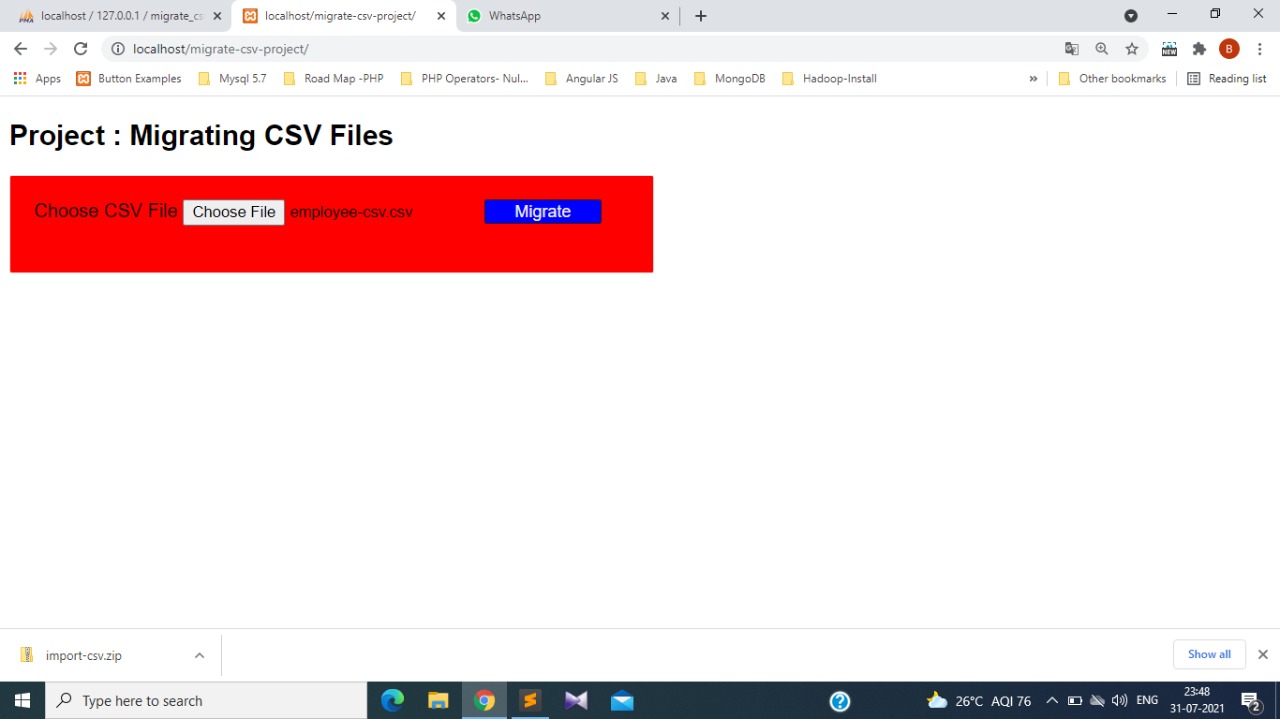 localhost / 127.0.0.1 / migrate_cs
localhost/migrate-csv-project/
WhatsApp
localhost/migrate-csv-project/
NEW
B
Apps
Button Examples
Mysql 5.7
Road Map -PHP
PHP Operators- Nul...
Angular JS
Java
MongoDB
Hadoop-Install
»
Other bookmarks
Reading list
Project : Migrating CSV Files
Choose CSV File Choose File employee-csv.csv Migrate
import-csv.zip
Show all
Type here to search
26°C AQI 76
ENG
23:48
31-07-2021
2